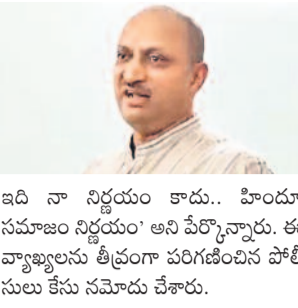 ఇది నా నిర్ణయం కాదు.. హిందూ
సమాజం నిర్ణయం' అని పేర్కొన్నారు. ఈ
వ్యాఖ్యలను తీవ్రంగా పరిగణించిన పోలీ
సులు కేసు నమోదు చేశారు.